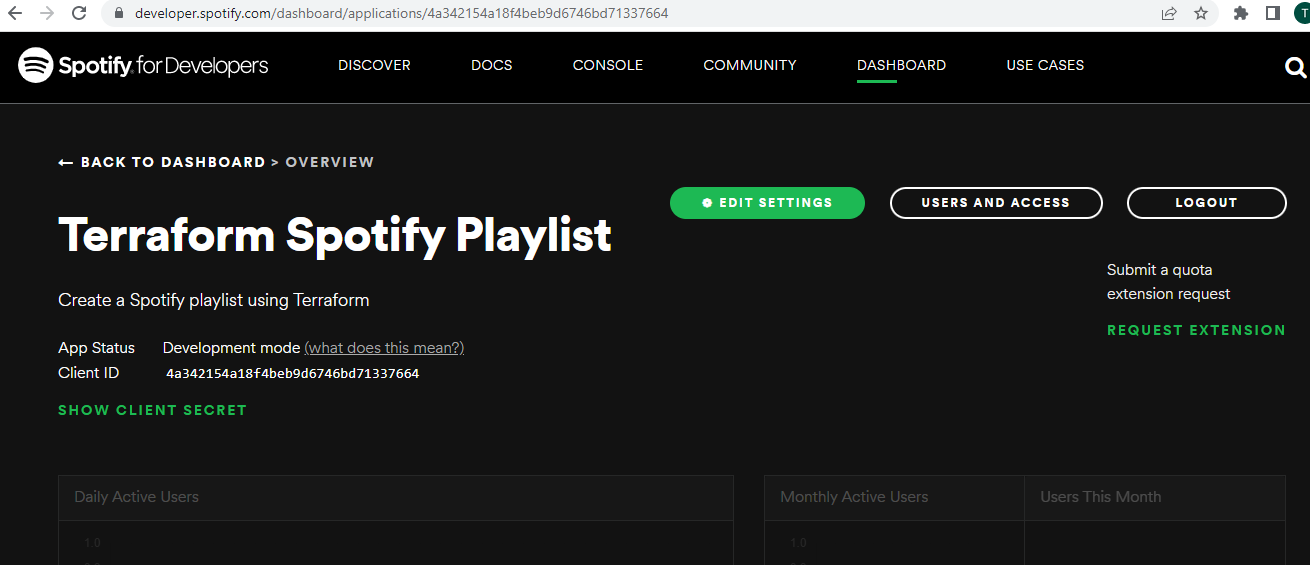 developer.spotify.com/dashboard/applications/4a342154a18f4beb9d6746bd71337664
T
Spotify for Developers
DISCOVER
DOCS
CONSOLE
COMMUNITY
DASHBOARD
USE CASES
← BACK TO DASHBOARD > OVERVIEW
EDIT SETTINGS
USERS AND ACCESS
LOGOUT
Terraform Spotify Playlist
Submit a quota
extension request
REQUEST EXTENSION
Create a Spotify playlist using Terraform
App Status Development mode (what does this mean?)
Client ID 4a342154a18f4beb9d6746bd71337664
SHOW CLIENT SECRET
Daily Active Users
1.0
Monthly Active Users
Users This Month
1.0